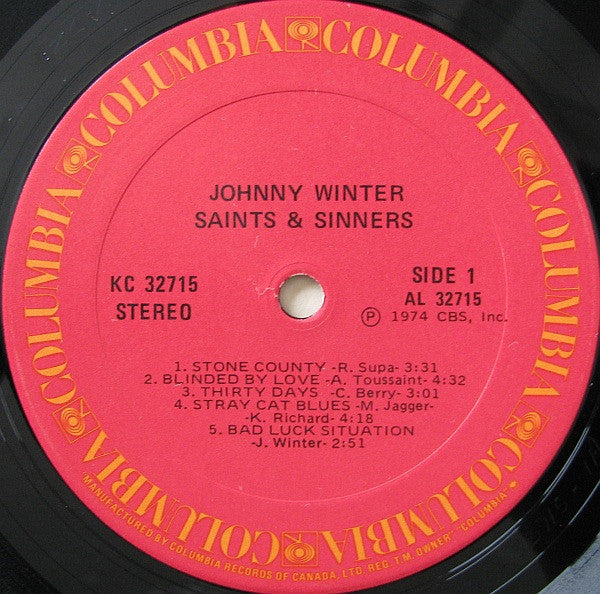 COLUMBIA COLUMBIA COLUMBIA COLUMBIA COLUMBIA COLUMBIA
JOHNNY WINTER
SAINTS & SINNERS
KC 32715
STEREO
SIDE 1
AL 32715
Ⓟ 1974 CBS, Inc.
1. STONE COUNTY -R. Supa- 3:31
2. BLINDED BY LOVE -A. Toussaint- 4:32
3. THIRTY DAYS -C. Berry- 3:01
4. STRAY CAT BLUES -M. Jagger-
-K. Richard- 4:18
5. BAD LUCK SITUATION
-J. Winter- 2:51
MANUFACTURED BY COLUMBIA RECORDS OF CANADA, LTD. REG. T.M. OWNER "COLUMBIA"